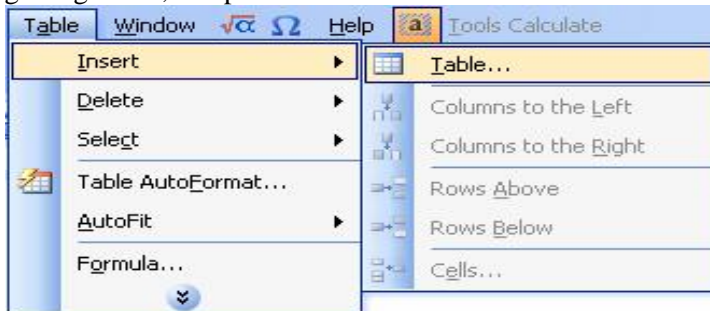 Table Window √α Ω Help a Tools Calculate
Insert
Delete
Select
Table AutoFormat...
AutoFit
Formula...
Table...
Columns to the Left
Columns to the Right
Rows Above
Rows Below
Cells...